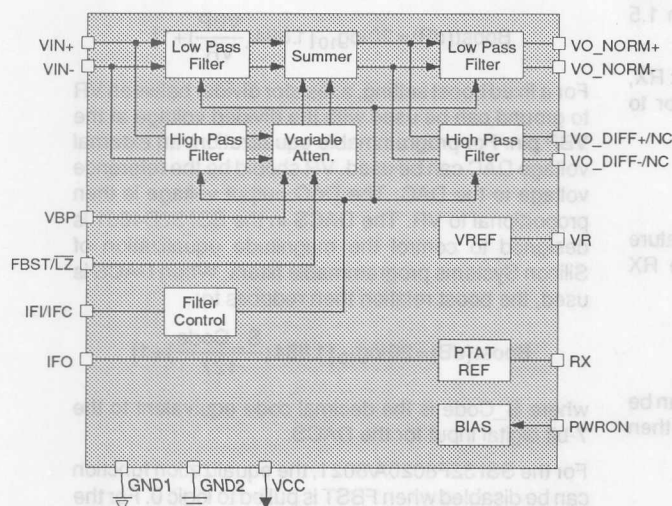 VIN+
VIN-
Low Pass
Filter
Summer
Low Pass
Filter
VO_NORM+
VO_NORM-
High Pass
Filter
Variable
Atten.
High Pass
Filter
VO_DIFF+/NC
VO_DIFF-/NC
VBP
FBST/LZ
VREF
VR
IFI/IFC
Filter
Control
IFO
PTAT
REF
RX
BIAS
PWRON
GND1
GND2
VCC